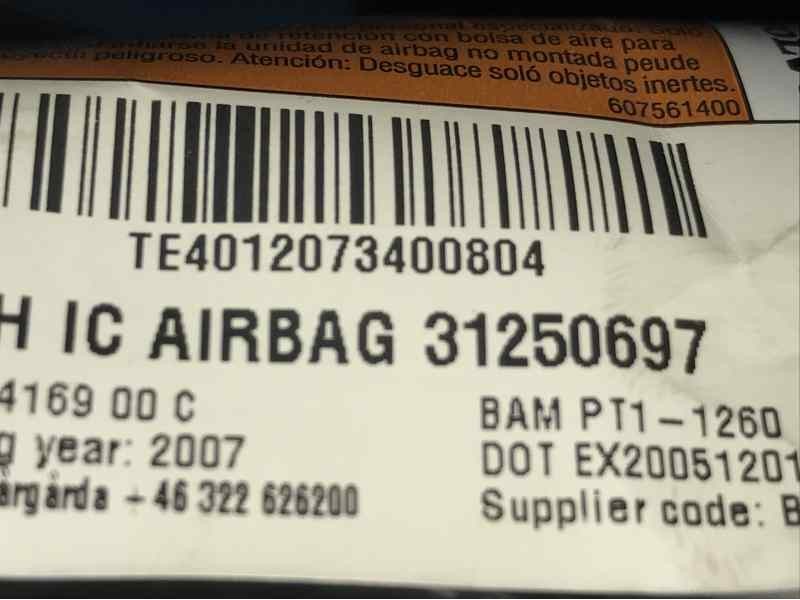 de retención con bolsa de aire para
la unidad de airbag no montada peude
peligroso. Atención: Desguace soló objetos inertes.
607561400
TE4012073400804
H IC AIRBAG 31250697
4169 00 C
BAM PT1-1260
g year: 2007
DOT EX20051201
årgårda +46 322 626200
Supplier code: B